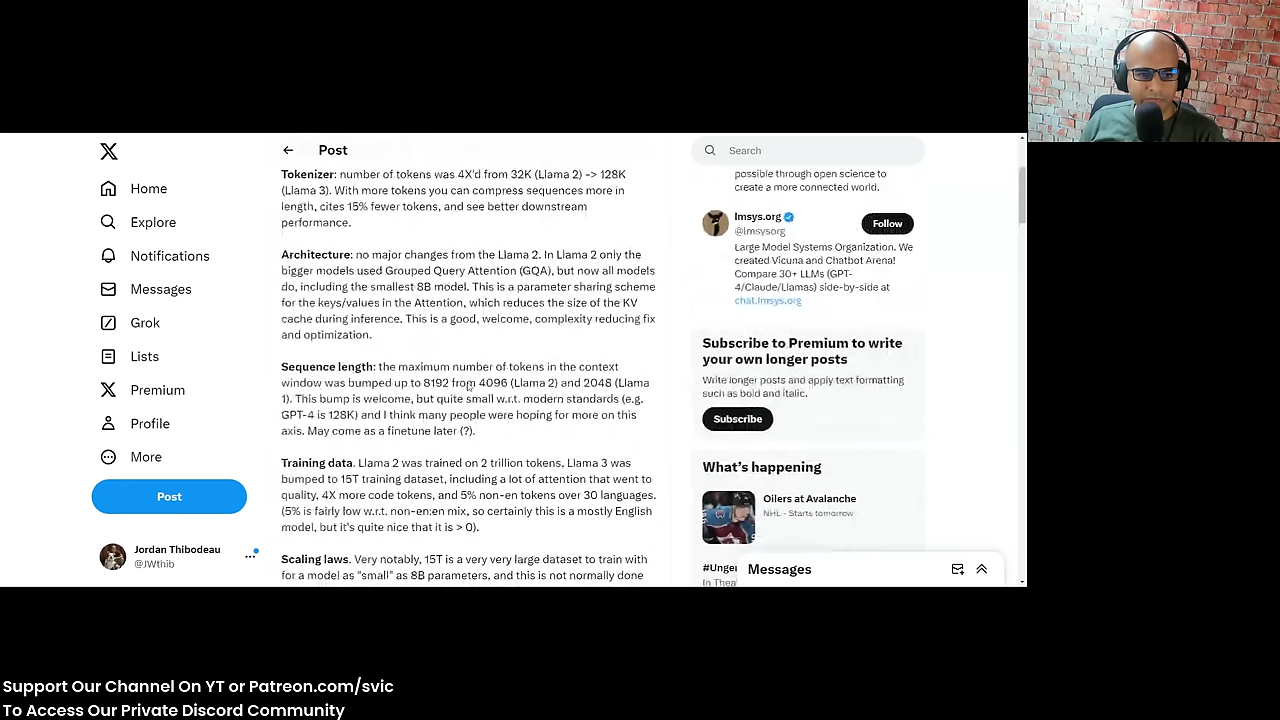 Post
Tokenizer: number of tokens was 4X'd from 32K (Llama 2) -> 128K
(Llama 3). With more tokens you can compress sequences more in
length, cites 15% fewer tokens, and see better downstream
performance.
Architecture: no major changes from the Llama 2. In Llama 2 only the
bigger models used Grouped Query Attention (GQA), but now all models
do, including the smallest 8B model. This is a parameter sharing scheme
for the keys/values in the Attention, which reduces the size of the KV
cache during inference. This is a good, welcome, complexity reducing fix
and optimization.
Sequence length: the maximum number of tokens in the context
window was bumped up to 8192 from 4096 (Llama 2) and 2048 (Llama
1). This bump is welcome, but quite small w.r.t. modern standards (e.g.
GPT-4 is 128K) and I think many people were hoping for more on this
axis. May come as a finetune later (?).
Training data. Llama 2 was trained on 2 trillion tokens, Llama 3 was
bumped to 15T training dataset, including a lot of attention that went to
quality, 4X more code tokens, and 5% non-en tokens over 30 languages.
(5% is fairly low w.r.t. non-en:en mix, so certainly this is a mostly English
model, but it's quite nice that it is > 0).
Scaling laws. Very notably, 15T is a very very large dataset to train with
for a model as "small" as 8B parameters, and this is not normally done
Home
Explore
Notifications
Messages
Grok
Lists
Premium
Profile
More
Post
Jordan Thibodeau
@JWthib
Search
possible through open science to
create a more connected world.
lmsys.org
@lmsysorg
Follow
Large Model Systems Organization. We
created Vicuna and Chatbot Arena!
Compare 30+ LLMs (GPT-
4/Claude/Llamas) side-by-side at
chat.lmsys.org
Subscribe to Premium to write
your own longer posts
Write longer posts and apply text formatting
such as bold and italic.
Subscribe
What's happening
Oilers at Avalanche
NHL · Starts tomorrow
#Unger
In Thea
Messages
Support Our Channel On YT or Patreon.com/svic
To Access Our Private Discord Community